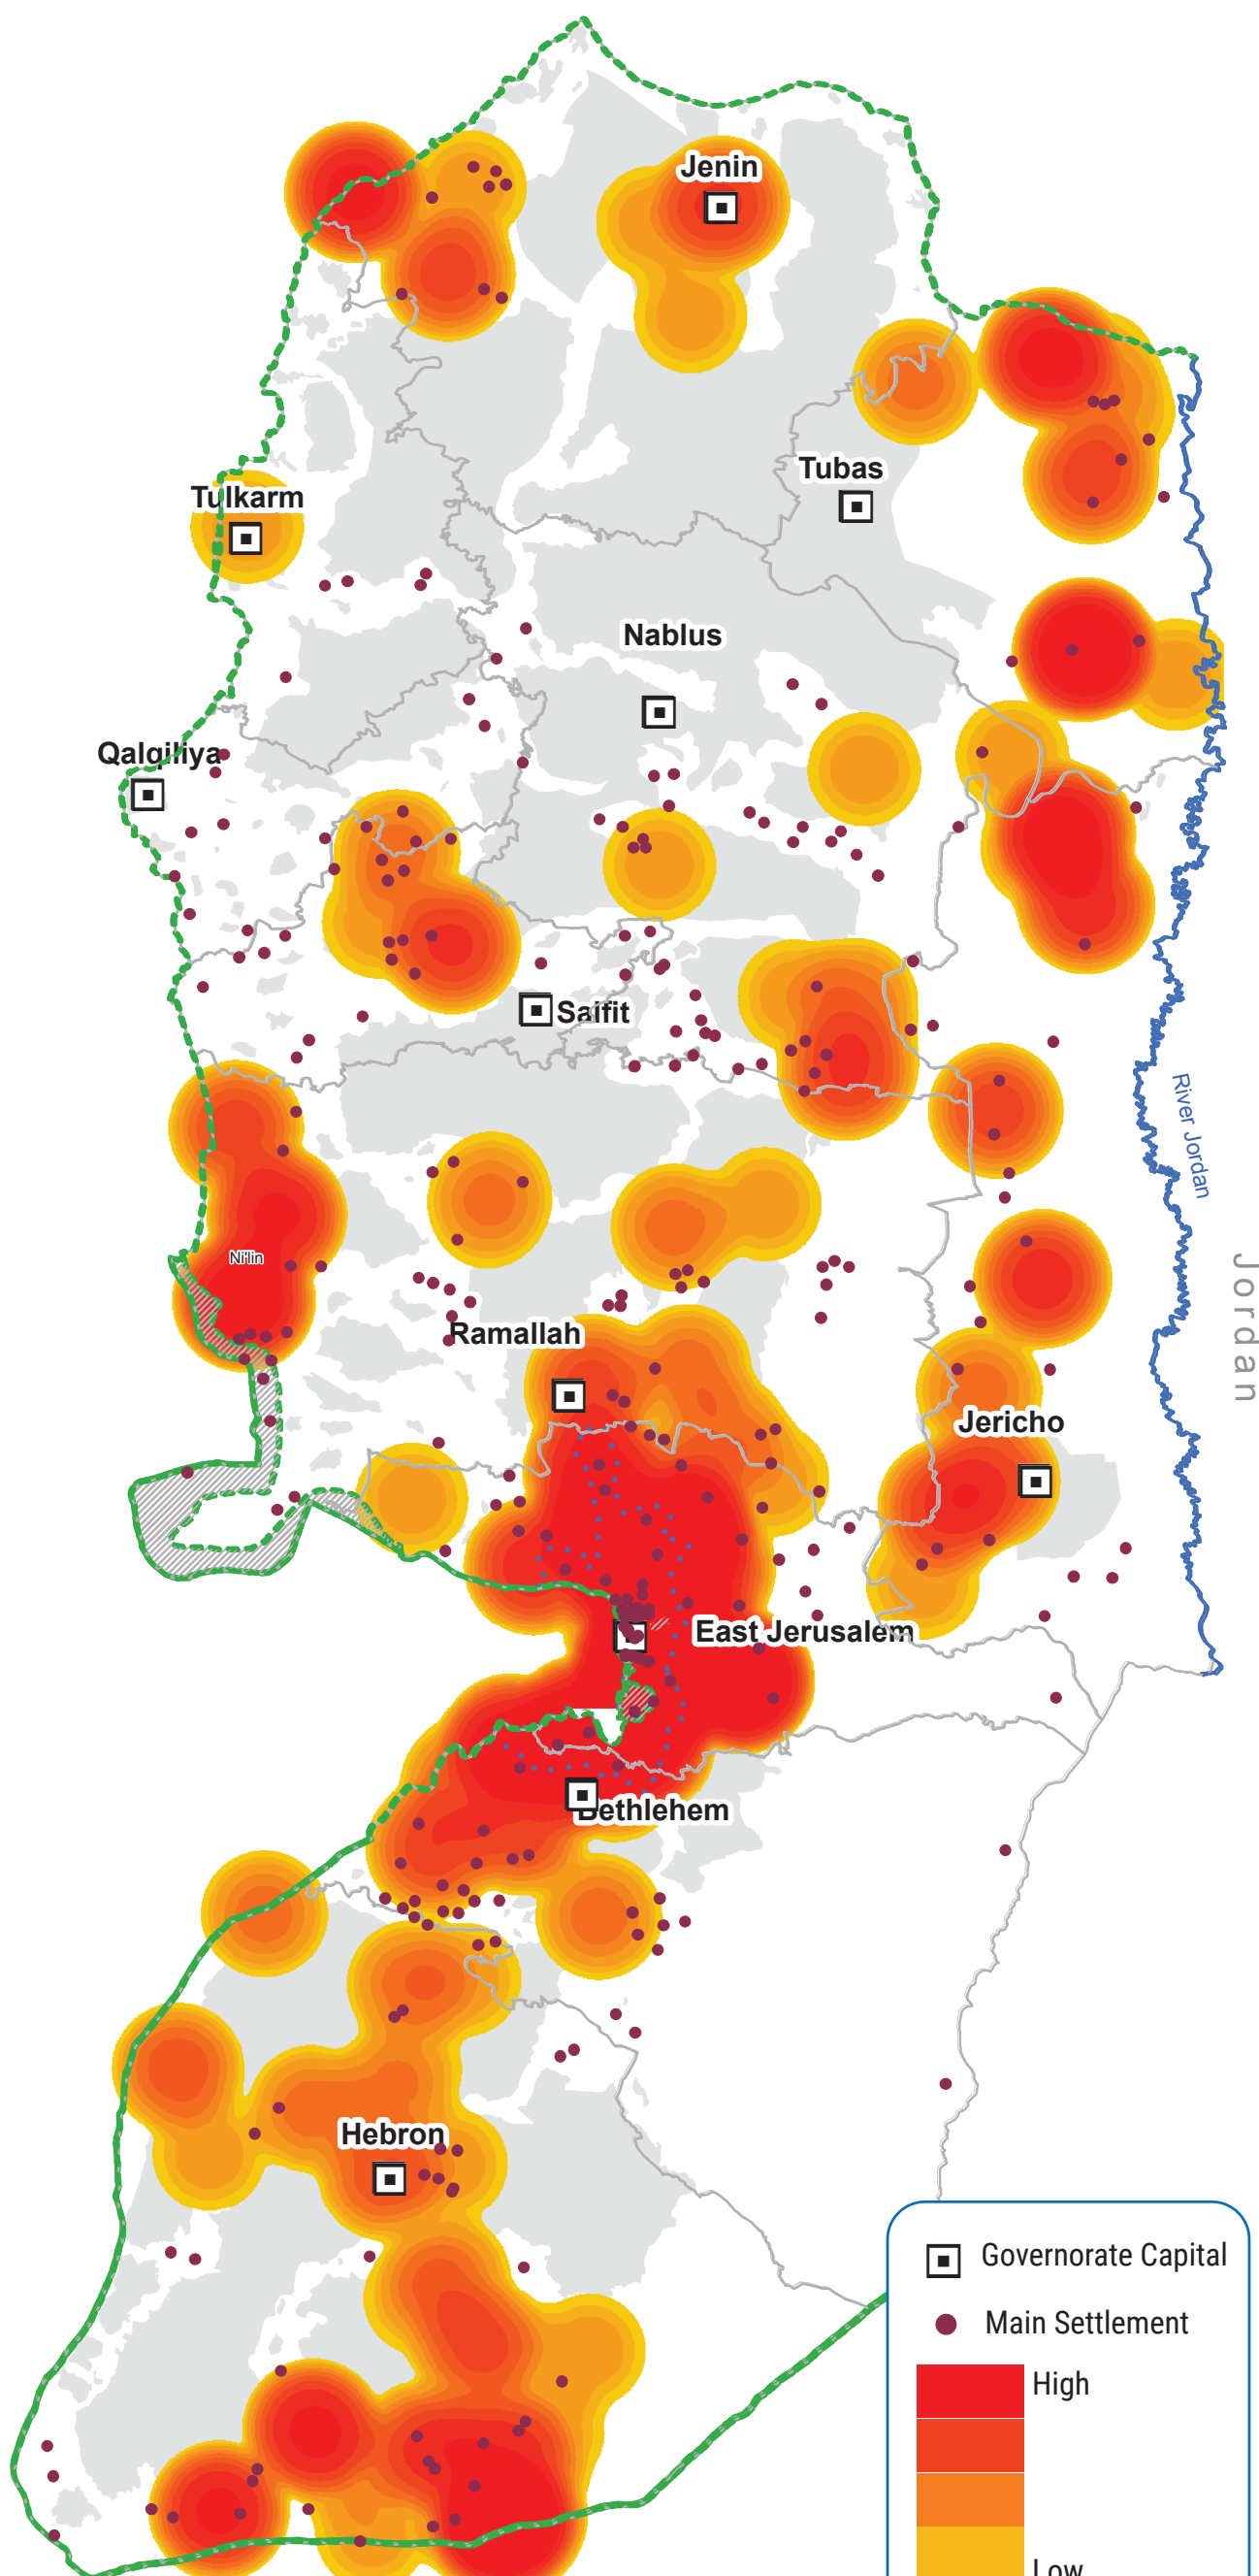 Jenin
Tubas
Tulkarm
Nablus
Qalqiliya
Salfit
River Jordan
Ni'lin
Jordan
Ramallah
Jericho
East Jerusalem
Bethlehem
Hebron
Governorate Capital
Main Settlement
High
Low